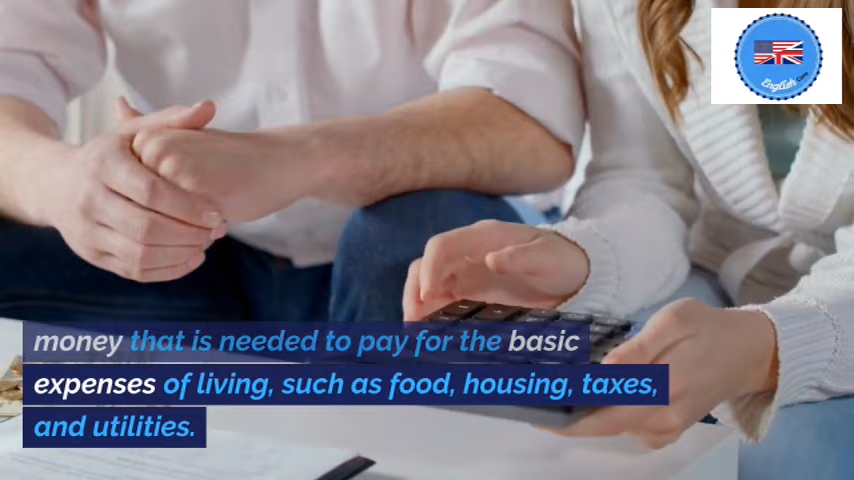 English
money that is needed to pay for the basic
expenses of living, such as food, housing, taxes,
and utilities.